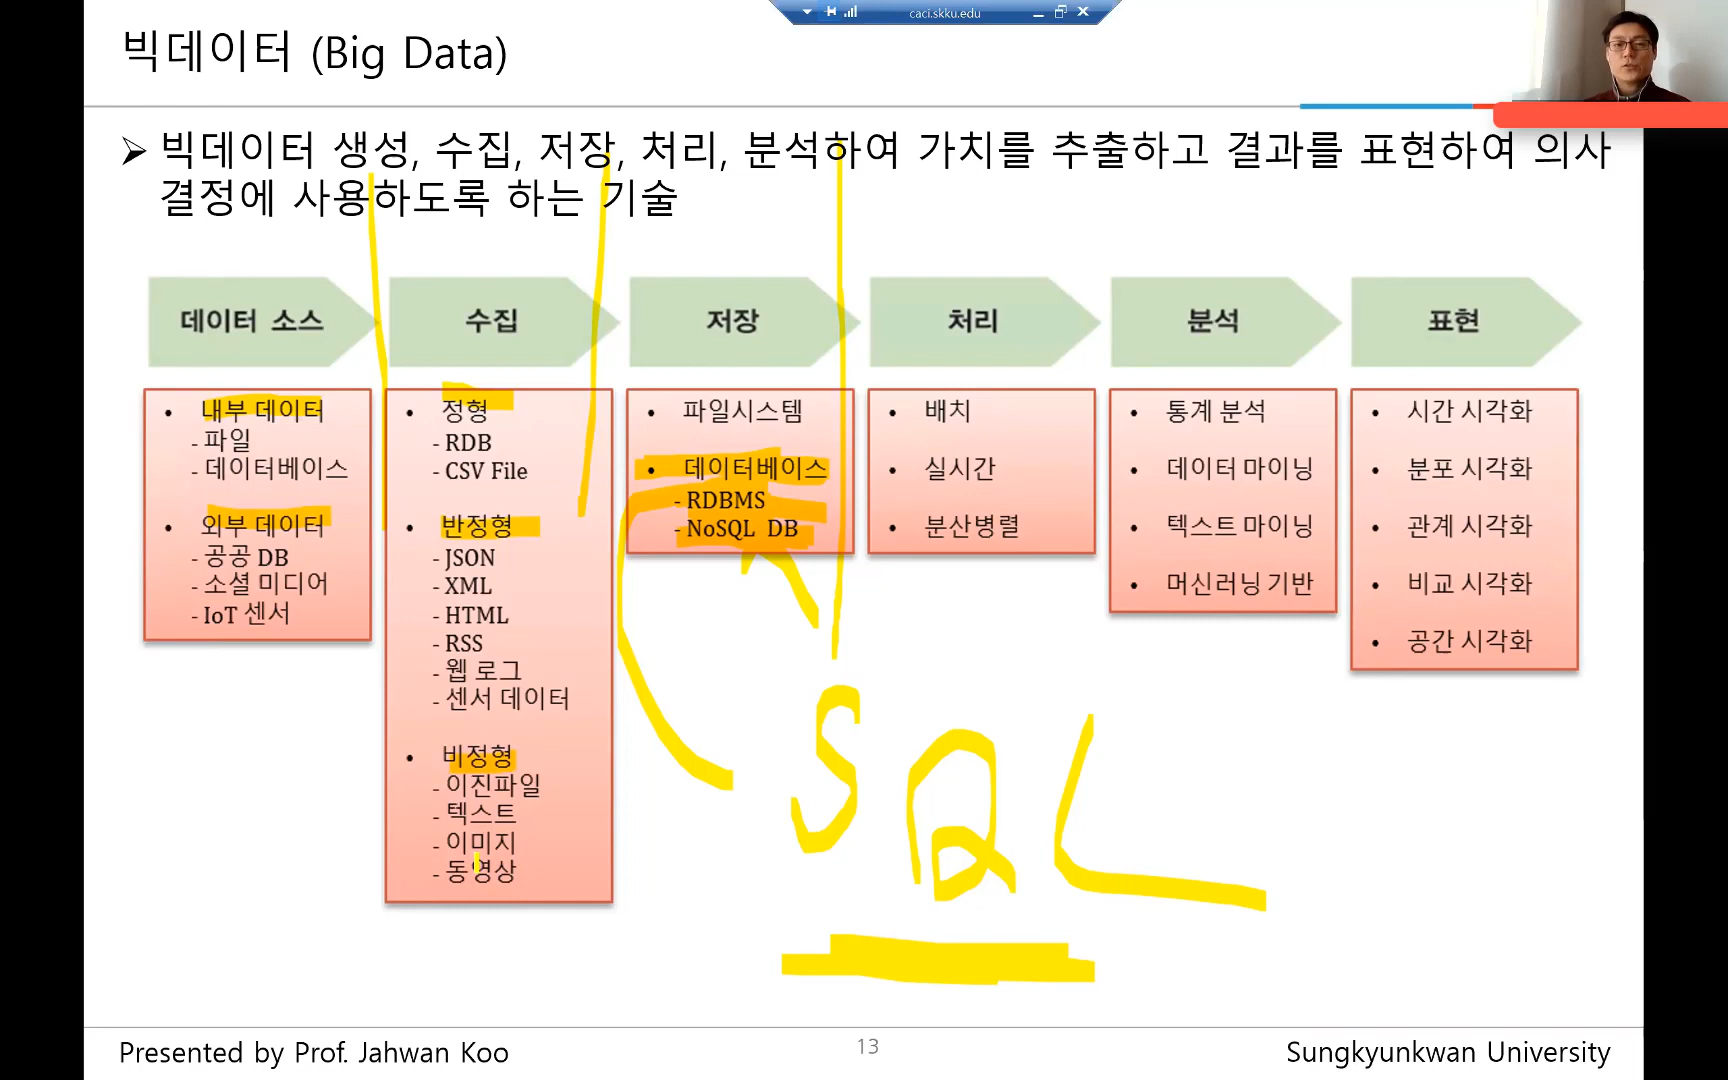 caci.skku.edu
빅데이터 (Big Data)
➢ 빅데이터 생성, 수집, 저장, 처리, 분석하여 가치를 추출하고 결과를 표현하여 의사
결정에 사용하도록 하는 기술
데이터 소스
• 내부 데이터
- 파일
- 데이터베이스
• 외부 데이터
- 공공 DB
- 소셜 미디어
- IoT 센서
수집
• 정형
- RDB
- CSV File
• 반정형
- JSON
- XML
- HTML
- RSS
- 웹 로그
- 센서 데이터
• 비정형
- 이진파일
- 텍스트
- 이미지
- 동영상
저장
• 파일시스템
• 데이터베이스
- RDBMS
- NoSQL DB
처리
• 배치
• 실시간
• 분산병렬
분석
• 통계 분석
• 데이터 마이닝
• 텍스트 마이닝
• 머신러닝 기반
표현
• 시간 시각화
• 분포 시각화
• 관계 시각화
• 비교 시각화
• 공간 시각화
SQL
Presented by Prof. Jahwan Koo
13
Sungkyunkwan University